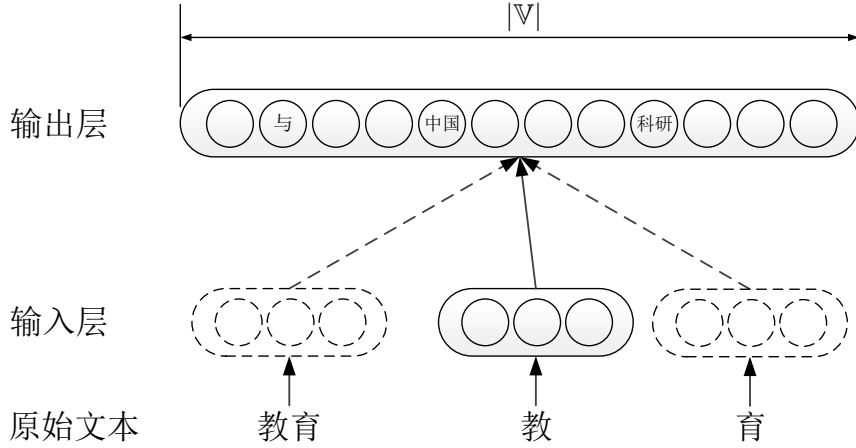 |𝕍|
输出层 与 中国 科研
输入层
原始文本 教育 教 育